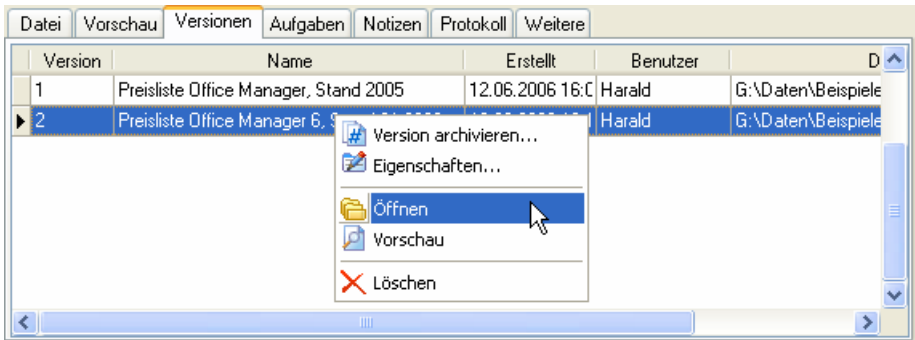 Datei Vorschau Versionen Aufgaben Notizen Protokoll Weitere
Version Name Erstellt Benutzer D
1 Preisliste Office Manager, Stand 2005 12.06.2006 16:0 Harald G:\Daten\Beispiele
2 Preisliste Office Manager 6, Harald G:\Daten\Beispiele
Version archivieren...
Eigenschaften...
Öffnen
Vorschau
Löschen